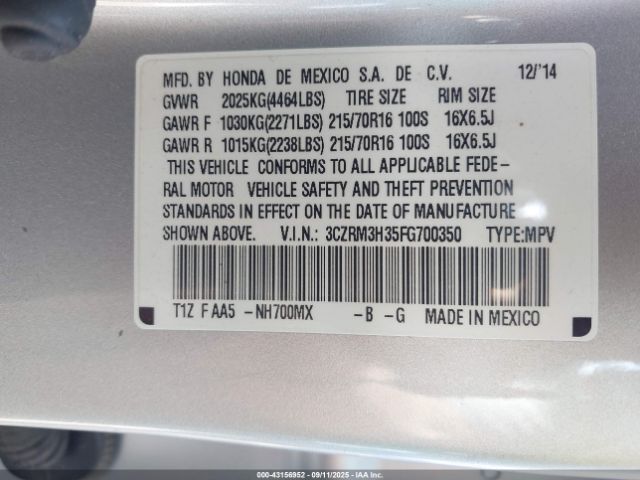 MFD. BY HONDA DE MEXICO S.A. DE C.V. 12/'14
GVWR 2025KG(4464LBS) TIRE SIZE RIM SIZE
GAWR F 1030KG(2271LBS) 215/70R16 100S 16X6.5J
GAWR R 1015KG(2238LBS) 215/70R16 100S 16X6.5J
THIS VEHICLE CONFORMS TO ALL APPLICABLE FEDE-
RAL MOTOR VEHICLE SAFETY AND THEFT PREVENTION
STANDARDS IN EFFECT ON THE DATE OF MANUFACTURE
SHOWN ABOVE. V.I.N.: 3CZRM3H35FG700350 TYPE:MPV
T1Z F AA5 -NH700MX -B -G MADE IN MEXICO
000-43156952 - 09/11/2025 - IAAI.COM